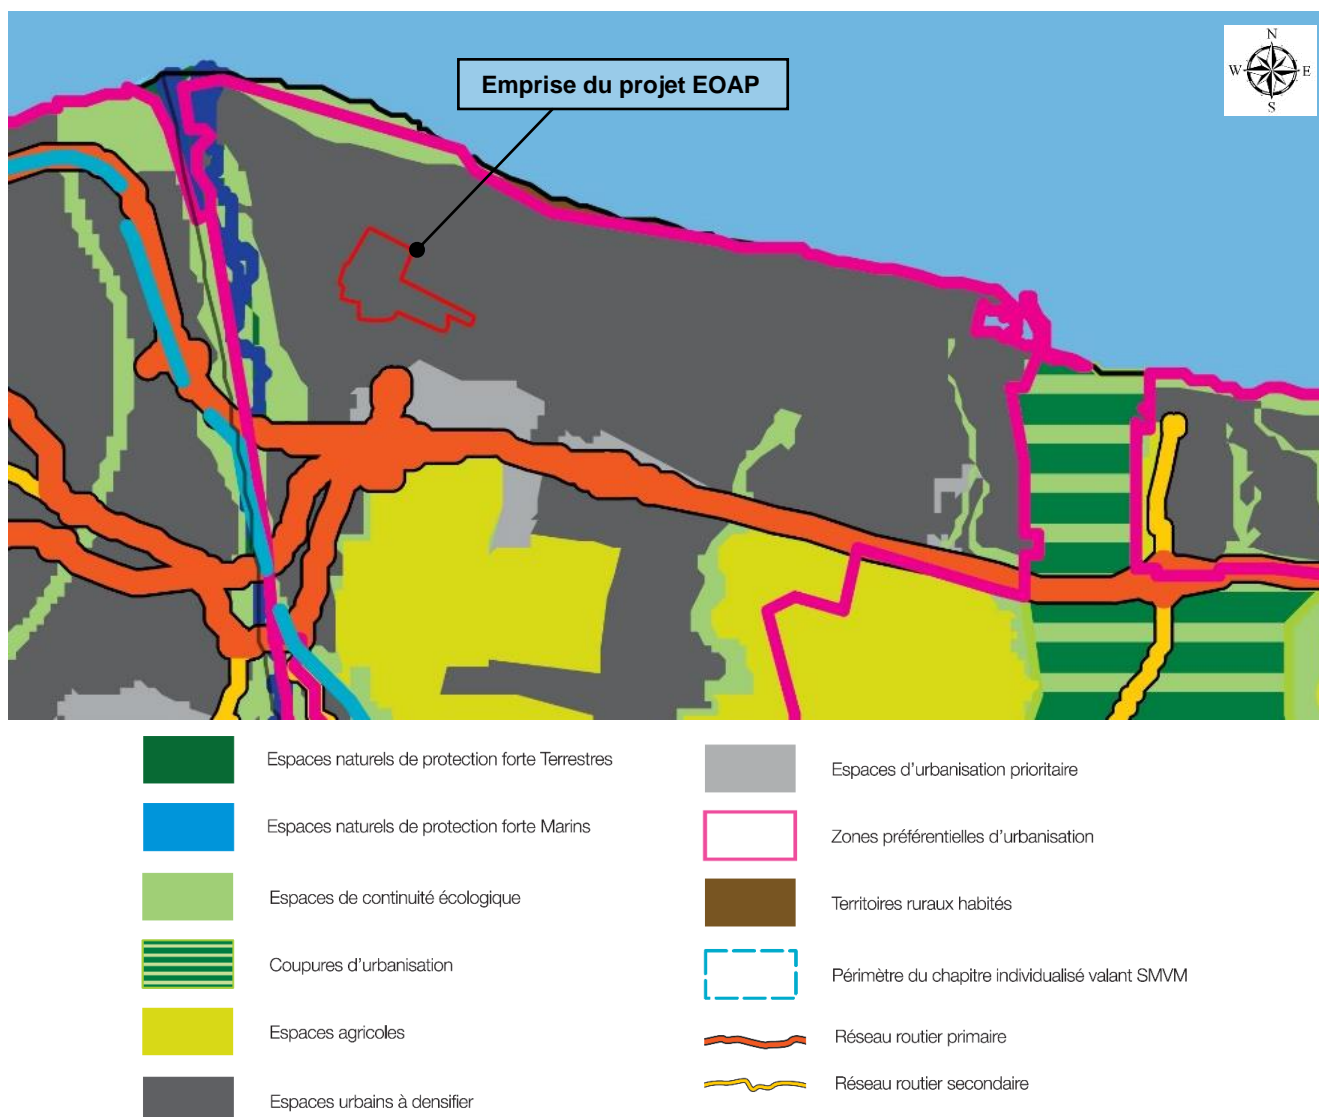 Emprise du projet EOAP
N
W E
S
Espaces naturels de protection forte Terrestres
Espaces naturels de protection forte Marins
Espaces de continuité écologique
Coupures d'urbanisation
Espaces agricoles
Espaces urbains à densifier
Espaces d'urbanisation prioritaire
Zones préférentielles d'urbanisation
Territoires ruraux habités
Périmètre du chapitre individualisé valant SMVM
Réseau routier primaire
Réseau routier secondaire